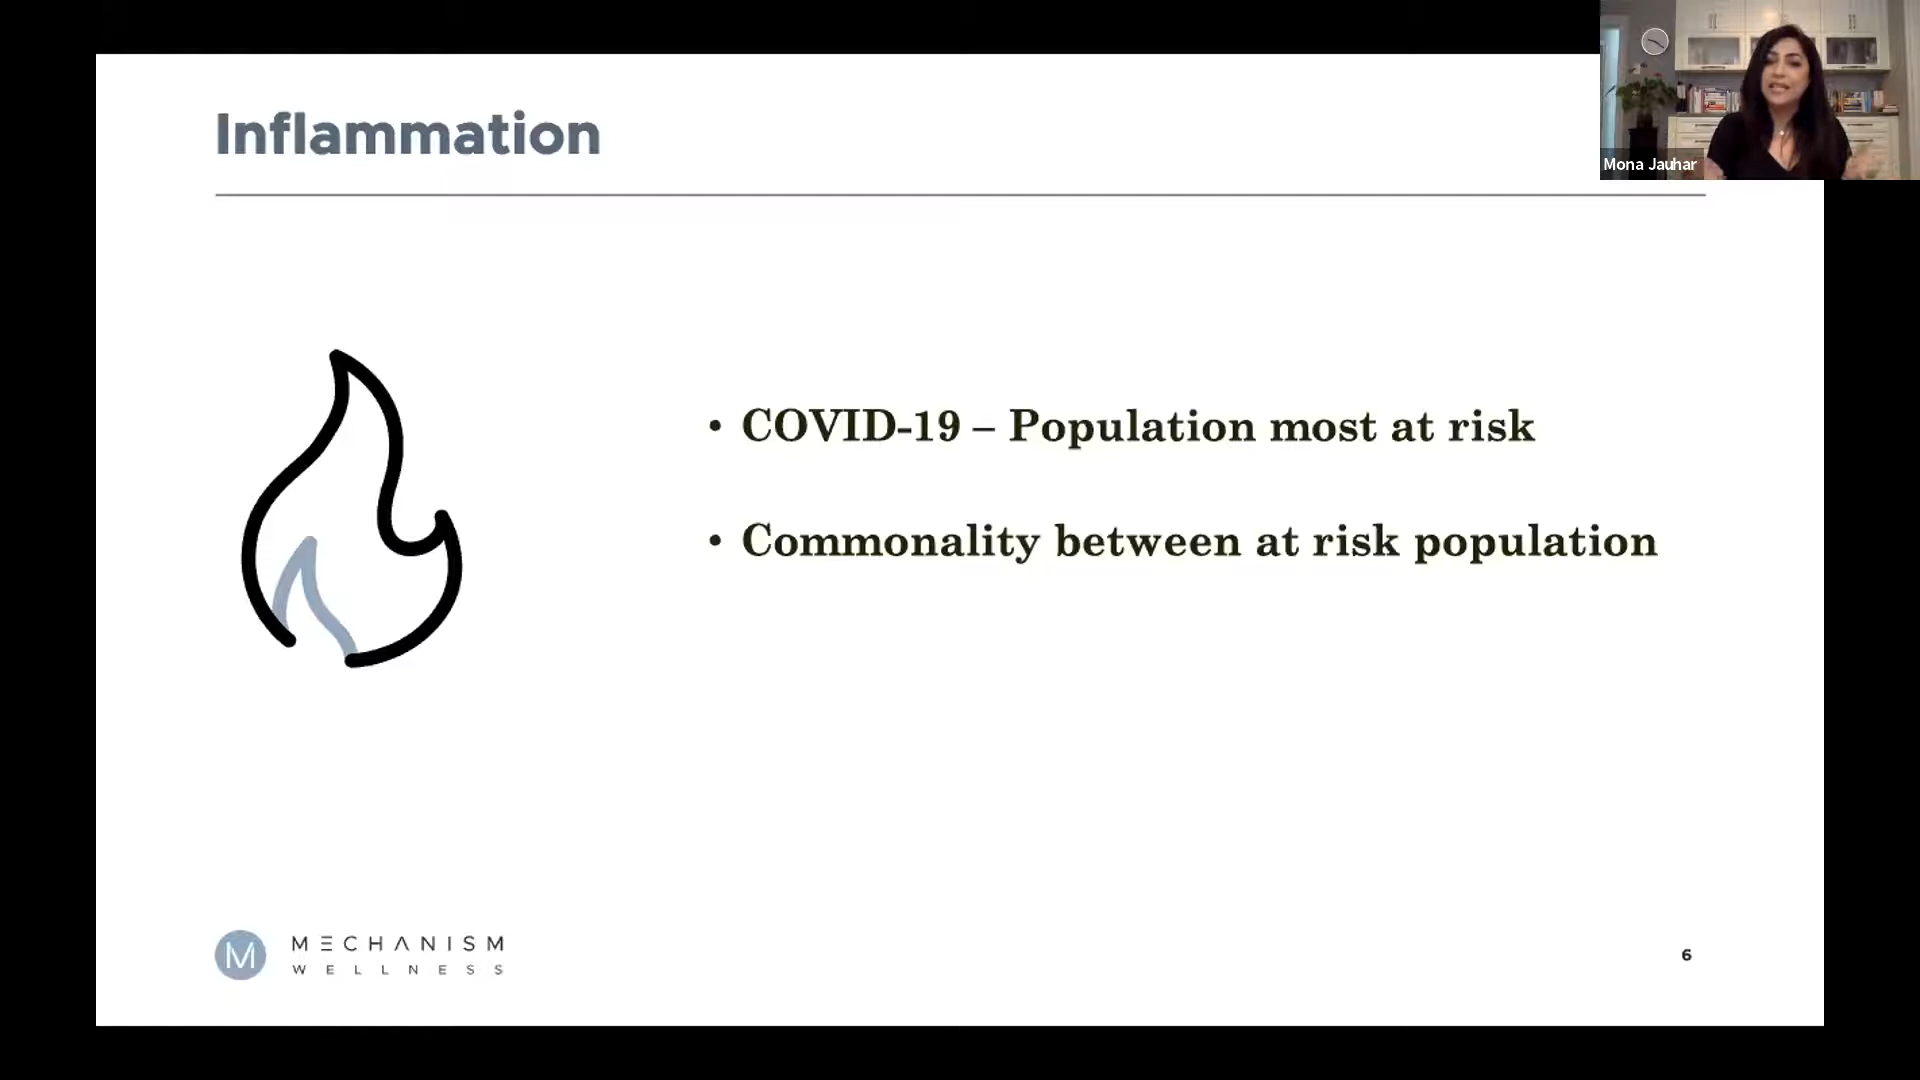 Inflammation
Mona Jauhar
• COVID-19 – Population most at risk
• Commonality between at risk population
M MECHANISM
WELLNESS
6